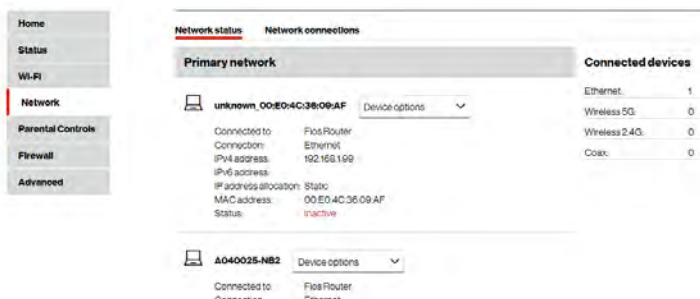 Home
Status
Wi-Fi
Network
Parental Controls
Firewall
Advanced
Network status Network connections
Primary network
unknown_00:E0:4C:36:09:AF Device options
Connected to: Fios Router
Connection: Ethernet
IPv4 address: 192.168.1.99
IPv6 address:
IP address allocation: Static
MAC address: 00:E0:4C:36:09:AF
Status: Inactive
A040025-NB2 Device options
Connected to: Fios Router
Connection: Ethernet
Connected devices
Ethernet: 1
Wireless 5G: 0
Wireless 2.4G: 0
Coax: 0